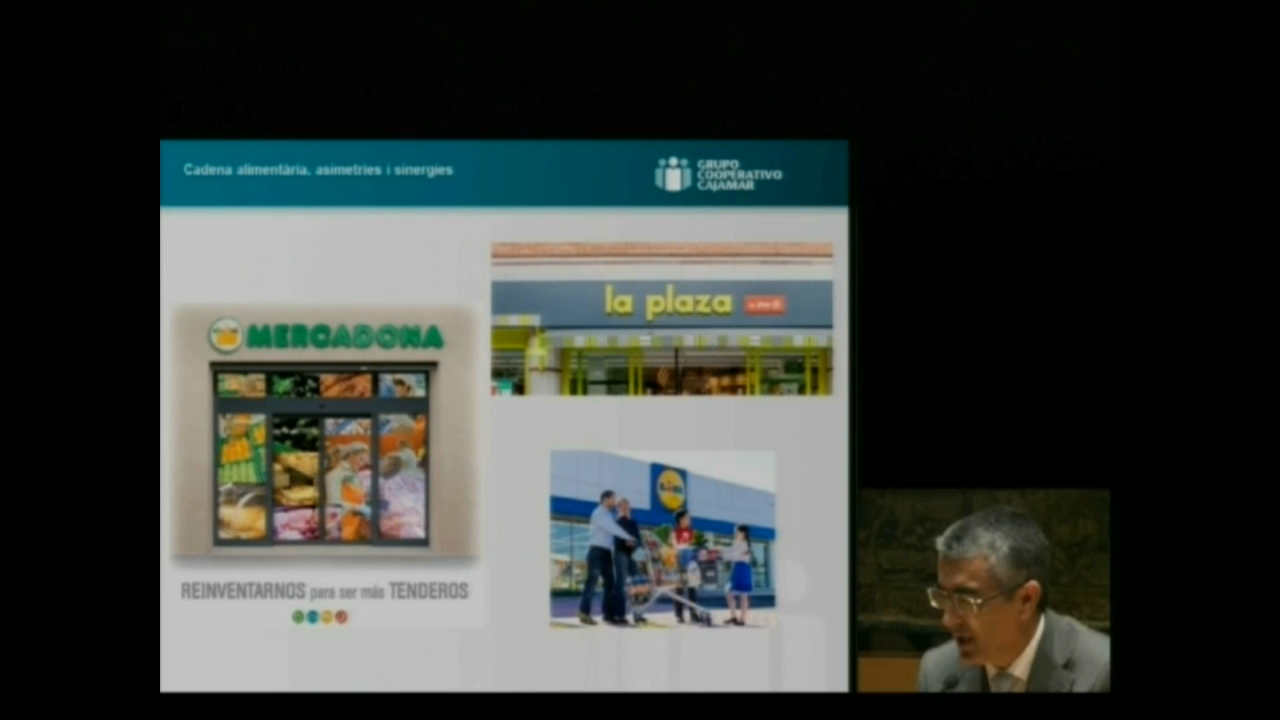 Cadena alimentària, asimetries i sinergies
GRUPO
COOPERATIVO
CAJAMAR
la plaza
MERCADONA
REINVENTARNOS para ser más TENDEROS